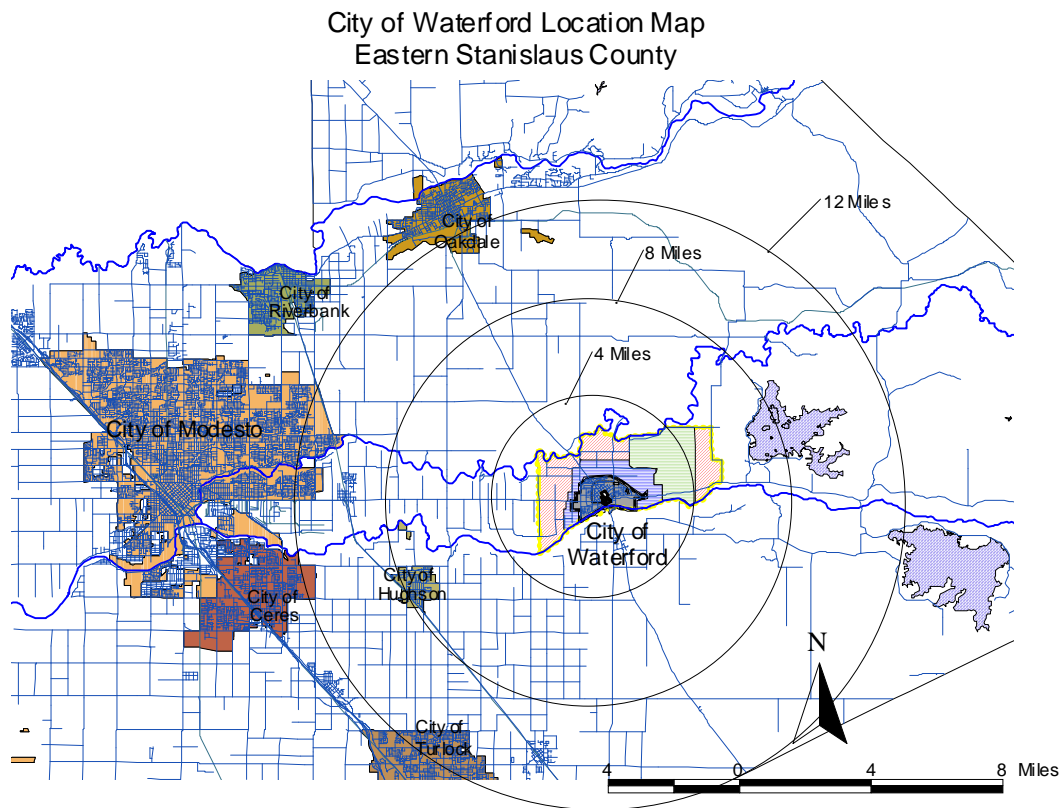 City of Waterford Location Map
Eastern Stanislaus County
12 Miles
City of
Oakdale
8 Miles
City of
Riverbank
4 Miles
City of Modesto
City of
Waterford
City of
Hughson
City of
Ceres
N
City of
Turlock
4 0 4 8 Miles